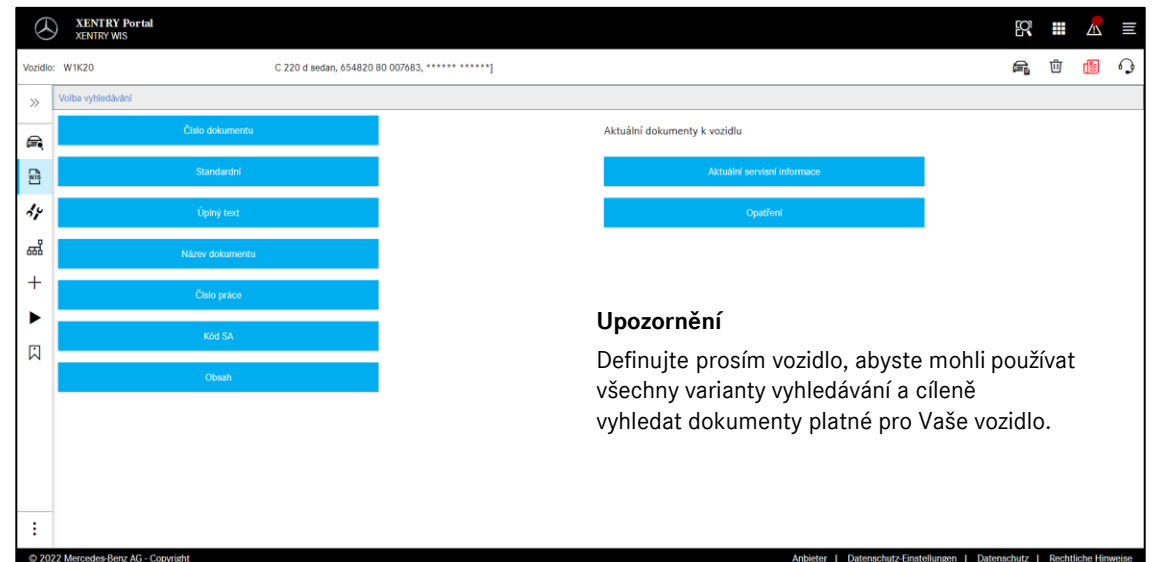 XENTRY Portal
XENTRY WIS
Vozidlo: W1K20 C 220 d sedan, 654820 80 007683, ****** ******]
Volba vyhledávání
Číslo dokumentu
Standardní
Úplný text
Název dokumentu
Číslo práce
Kód SA
Obsah
Aktuální dokumenty k vozidlu
Aktuální servisní informace
Opatření
Upozornění
Definujte prosím vozidlo, abyste mohli používat
všechny varianty vyhledávání a cíleně
vyhledat dokumenty platné pro Vaše vozidlo.
WIS
© 2022 Mercedes-Benz AG - Copyright
Anbieter | Datenschutz-Einstellungen | Datenschutz | Rechtliche Hinweise